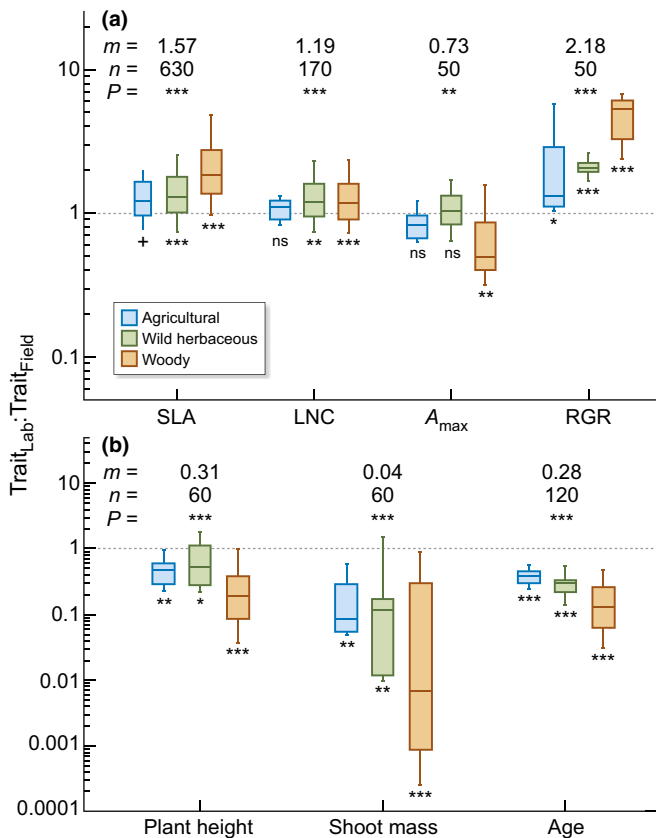 (a)
m = 1.57 1.19 0.73 2.18
n = 630 170 50 50
P = *** *** ** ***
10
1
0.1
+ *** *** ns ** *** ns ns ** * *** ***
Agricultural
Wild herbaceous
Woody
SLA LNC Amax RGR
TraitLab:TraitField
(b)
m = 0.31 0.04 0.28
n = 60 60 120
P = *** *** ***
10
1
0.1
0.01
0.001
0.0001
** * *** ** ** *** *** *** ***
Plant height Shoot mass Age